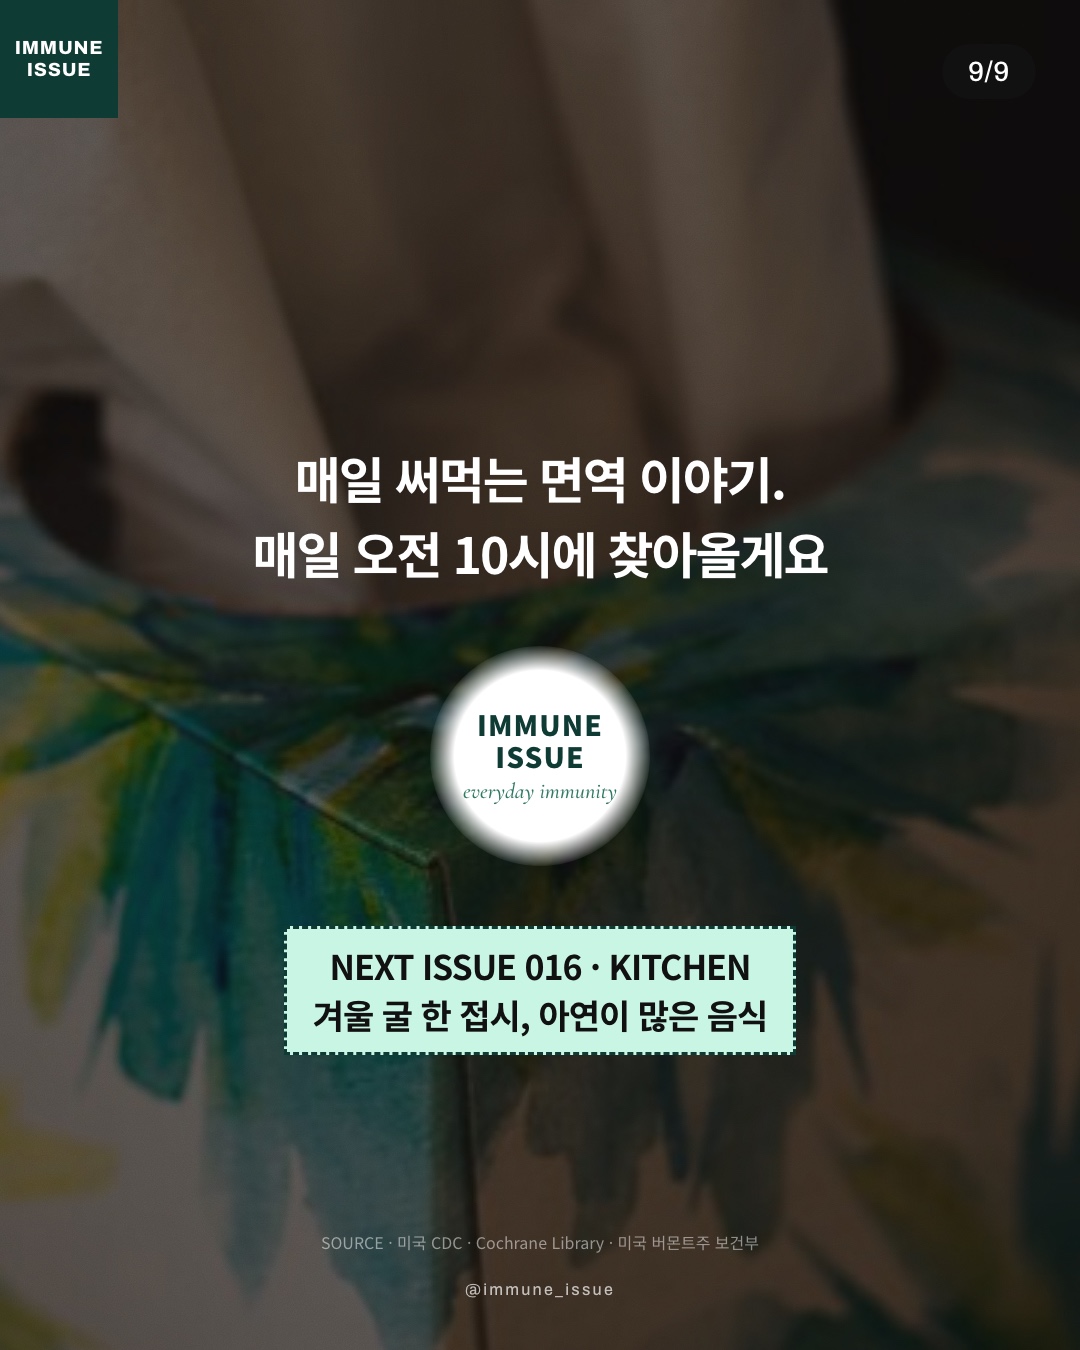 IMMUNE
ISSUE
9/9
매일 써먹는 면역 이야기.
매일 오전 10시에 찾아올게요
IMMUNE
ISSUE
everyday immunity
NEXT ISSUE 016 · KITCHEN
겨울 굴 한 접시, 아연이 많은 음식
SOURCE · 미국 CDC · Cochrane Library · 미국 버몬트주 보건부
@immune_issue